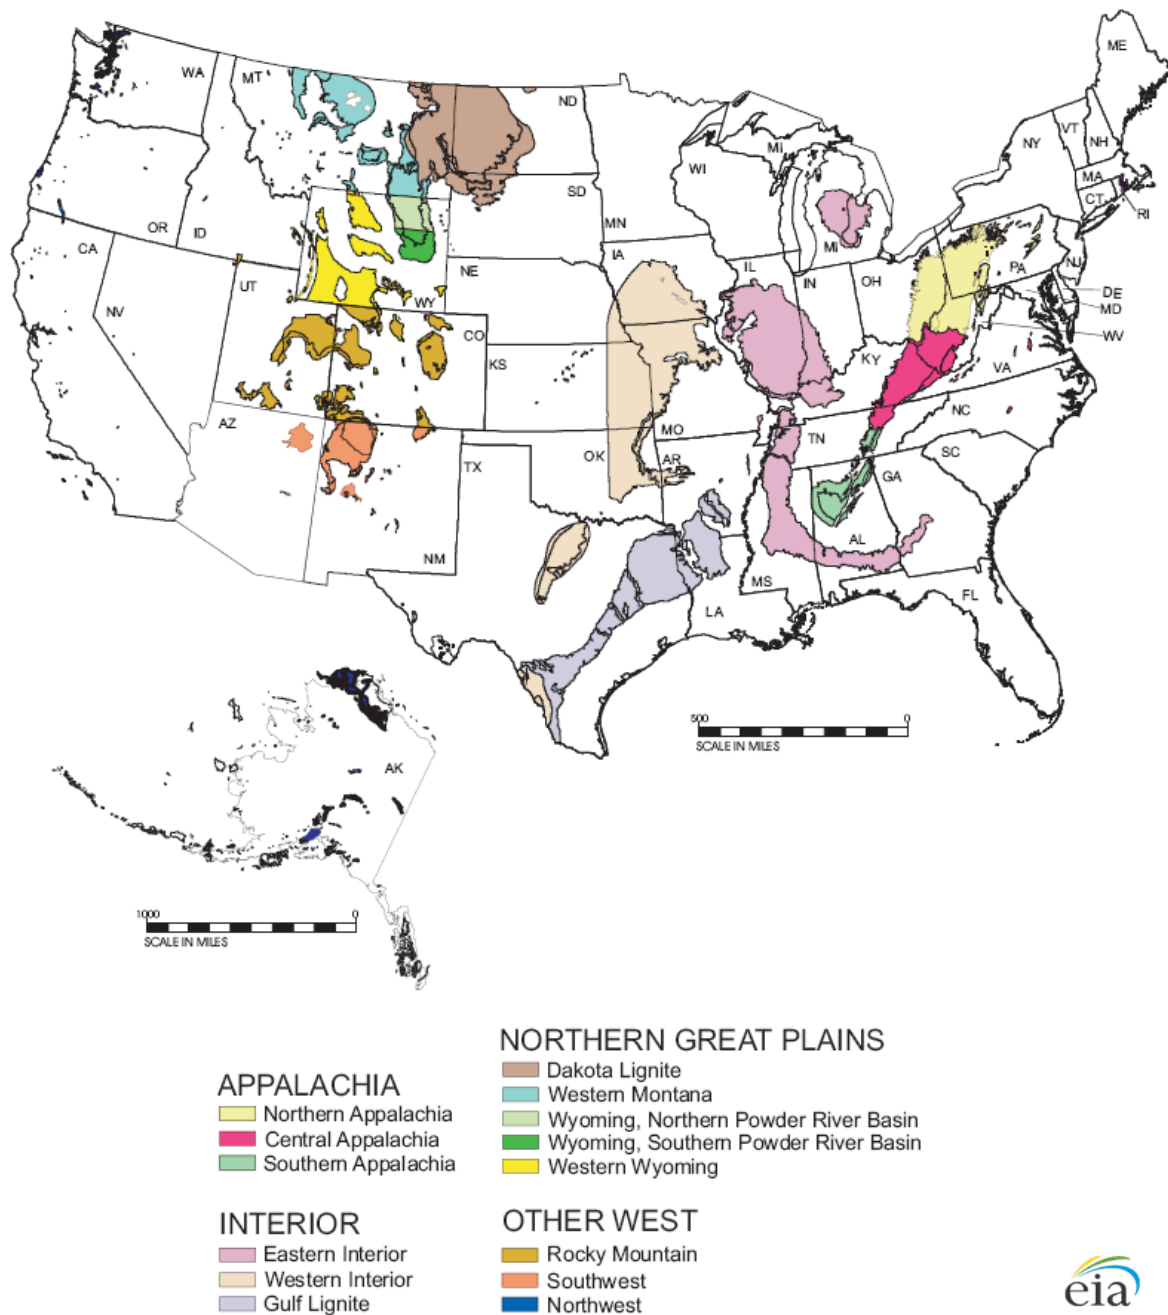 WA
MT
ND
ME
VT
NH
NY
MI
WI
MA
CT
RI
SD
MN
OR
ID
CA
MI
IA
NE
WY
IL
IN
OH
PA
NJ
DE
MD
WV
UT
NV
CO
KS
KY
VA
AZ
MO
NC
TN
OK
AR
SC
TX
GA
NM
AL
MS
LA
FL
500 0
SCALE IN MILES
AK
1000 0
SCALE IN MILES
APPALACHIA
Northern Appalachia
Central Appalachia
Southern Appalachia
NORTHERN GREAT PLAINS
Dakota Lignite
Western Montana
Wyoming, Northern Powder River Basin
Wyoming, Southern Powder River Basin
Western Wyoming
INTERIOR
Eastern Interior
Western Interior
Gulf Lignite
OTHER WEST
Rocky Mountain
Southwest
Northwest
eia